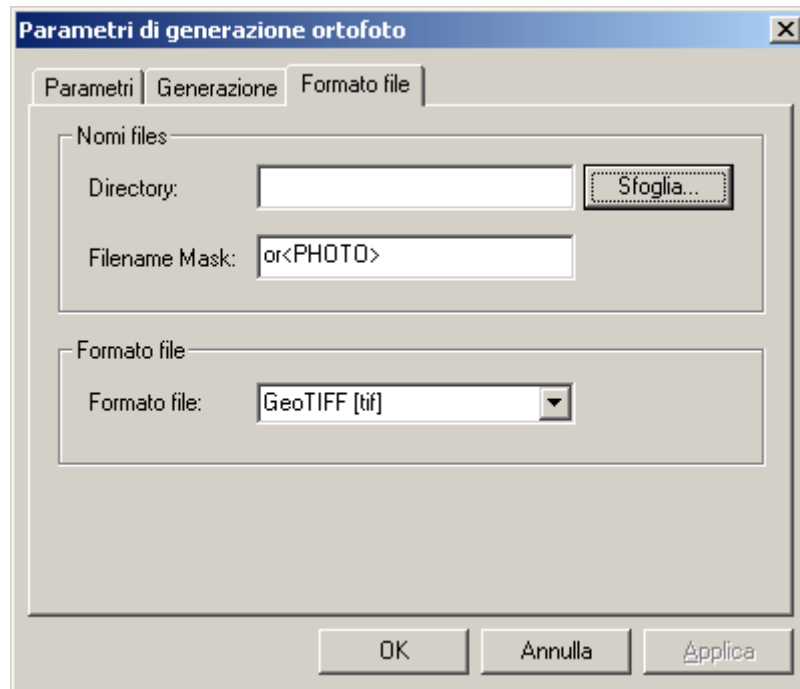 Parametri di generazione ortofoto
Parametri Generazione Formato file
Nomi files
Directory: Sfoglia...
Filename Mask: or<PHOTO>
Formato file
Formato file: GeoTIFF [tif]
OK Annulla Applica